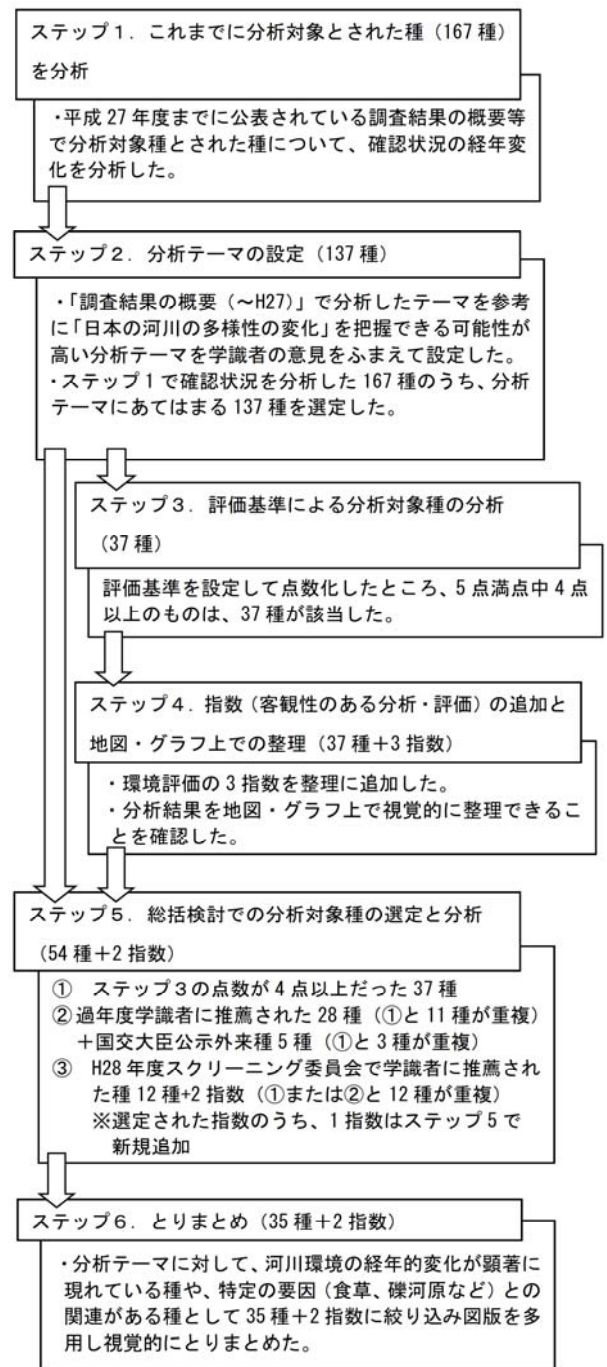 ステップ1．これまでに分析対象とされた種（167 種）
を分析
・平成 27 年度までに公表されている調査結果の概要等
で分析対象種とされた種について、確認状況の経年変
化を分析した。
ステップ2．分析テーマの設定（137 種）
・「調査結果の概要（～H27）」で分析したテーマを参考
に「日本の河川の多様性の変化」を把握できる可能性が
高い分析テーマを学識者の意見をふまえて設定した。
・ステップ1で確認状況を分析した 167 種のうち、分析
テーマにあてはまる 137 種を選定した。
ステップ3．評価基準による分析対象種の分析
（37 種）
評価基準を設定して点数化したところ、5 点満点中 4 点
以上のものは、37 種が該当した。
ステップ4．指数（客観性のある分析・評価）の追加と
地図・グラフ上での整理（37 種＋3 指数）
・環境評価の 3 指数を整理に追加した。
・分析結果を地図・グラフ上で視覚的に整理できるこ
とを確認した。
ステップ5．総括検討での分析対象種の選定と分析
（54 種＋2 指数）
① ステップ3の点数が 4 点以上だった 37 種
②過年度学識者に推薦された 28 種（①と 11 種が重複）
＋国交大臣公示外来種 5 種（①と 3 種が重複）
③ H28 年度スクリーニング委員会で学識者に推薦され
た種 12 種+2 指数（①または②と 12 種が重複）
※選定された指数のうち、1 指数はステップ 5 で
新規追加
ステップ6．とりまとめ（35 種＋2 指数）
・分析テーマに対して、河川環境の経年的変化が顕著に
現れている種や、特定の要因（食草、礫河原など）との
関連がある種として 35 種＋2 指数に絞り込み図版を多
用し視覚的にとりまとめた。